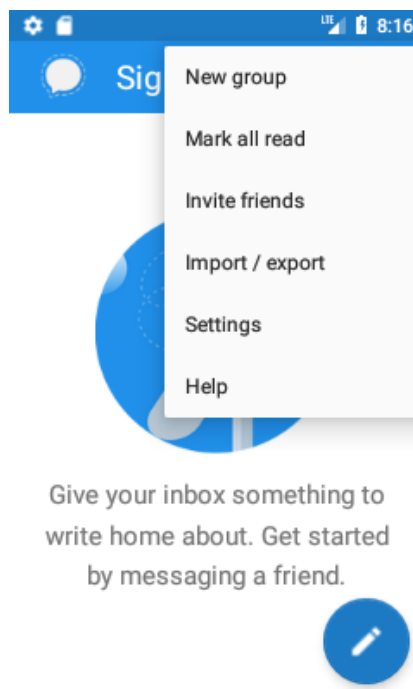 LTE 8:16
Sig
New group
Mark all read
Invite friends
Import / export
Settings
Help
Give your inbox something to
write home about. Get started
by messaging a friend.